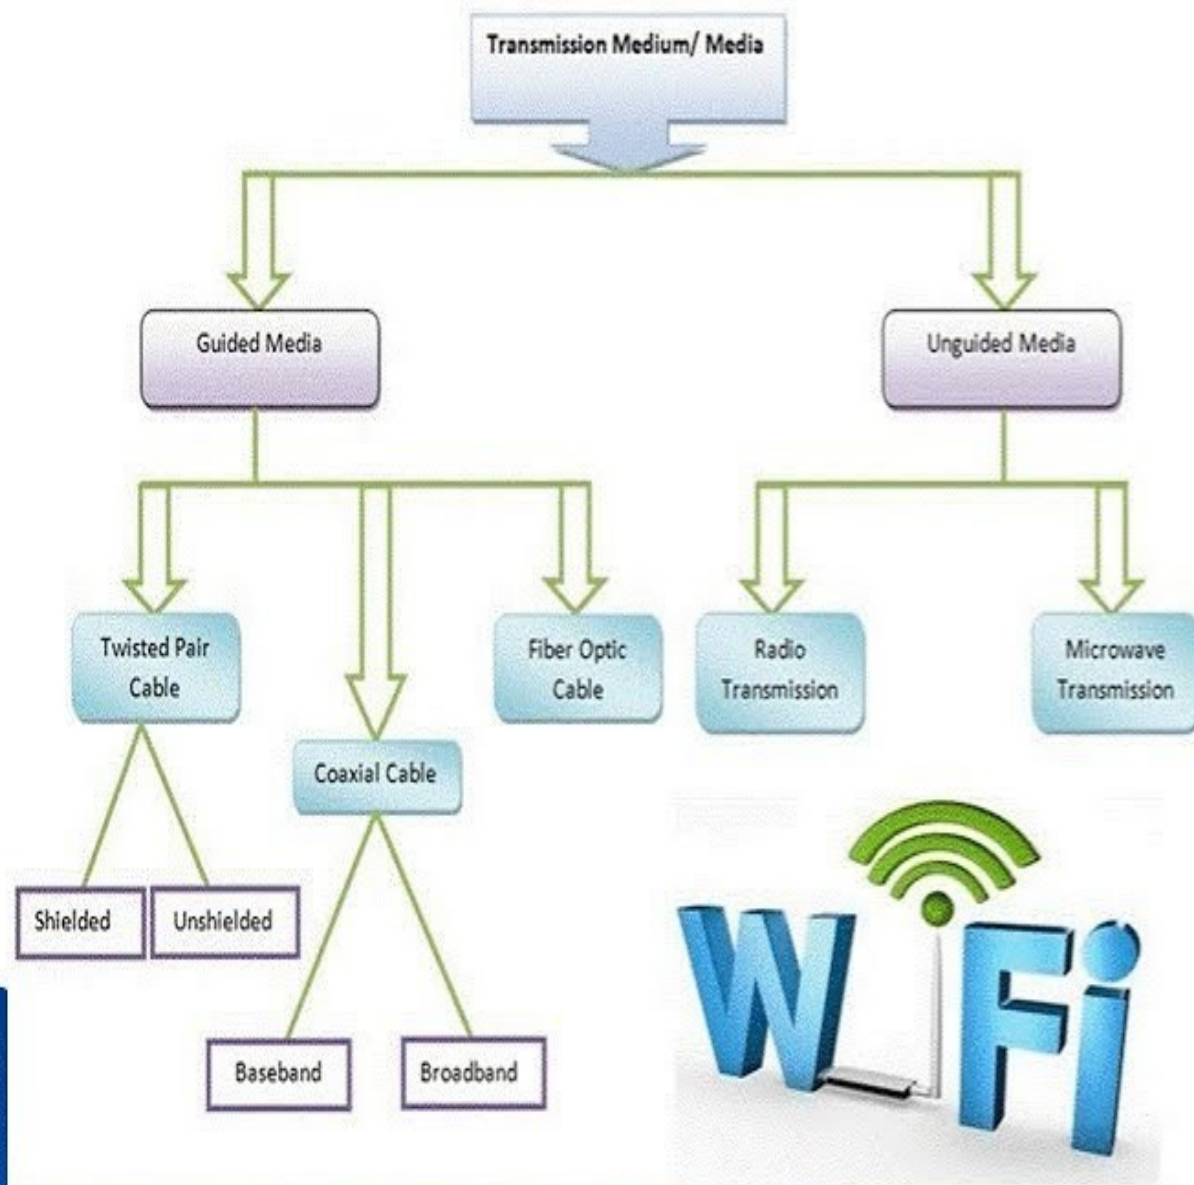 Transmission Medium/ Media
Guided Media
Unguided Media
Twisted Pair
Cable
Fiber Optic
Cable
Radio
Transmission
Microwave
Transmission
Coaxial Cable
Shielded
Unshielded
Baseband
Broadband
WiFi